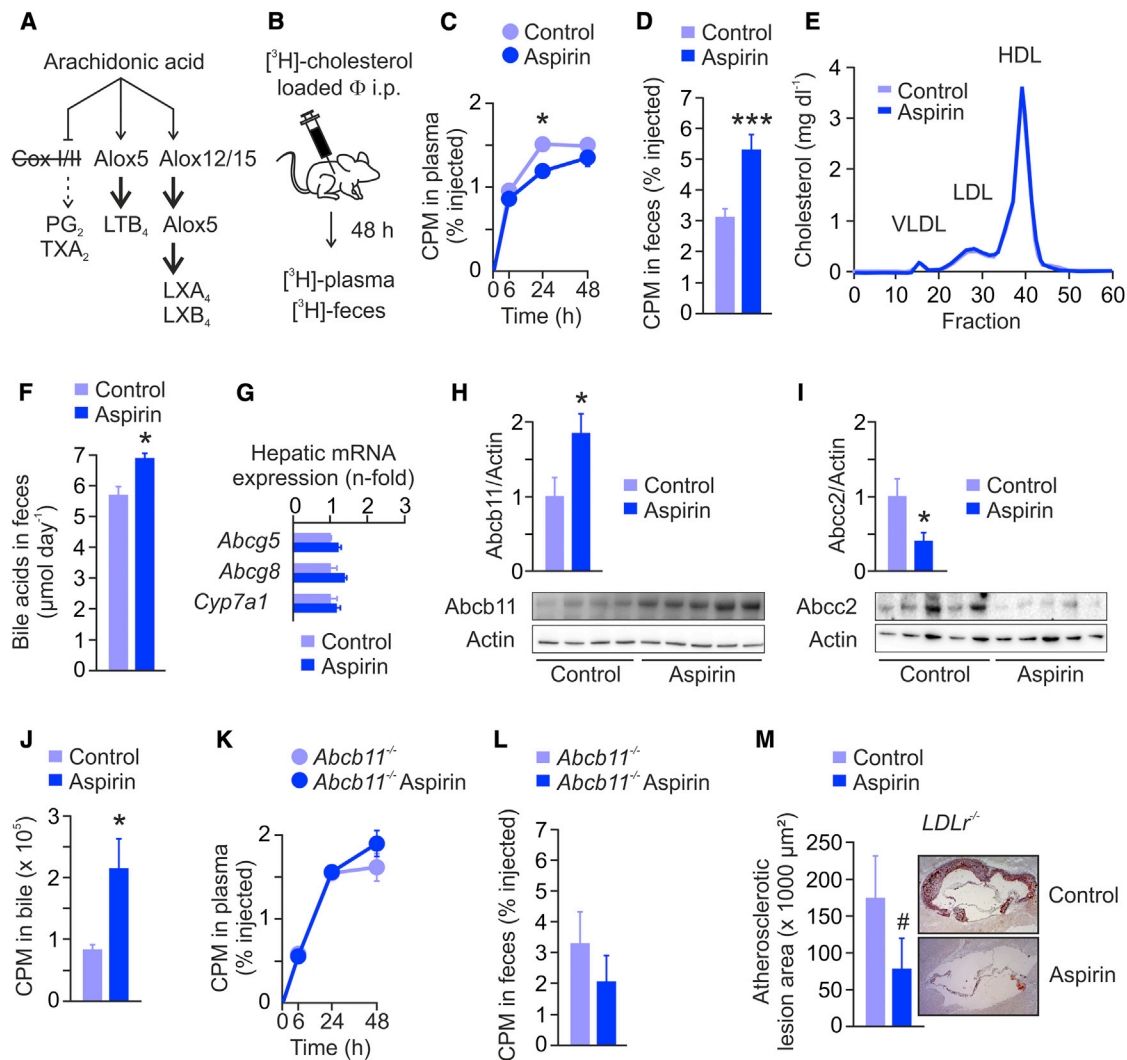 A
Arachidonic acid
Cox I/II Alox5 Alox12/15
PG₂ LTB₄ Alox5
TXA₂
LXA₄
LXB₄
B
[³H]-cholesterol
loaded Φ i.p.
48 h
[³H]-plasma
[³H]-feces
C
Control
Aspirin
CPM in plasma
(% injected)
2
1
0
*
0 6 24 48
Time (h)
D
Control
Aspirin
CPM in feces (% injected)
7
6
5
4
3
2
1
0
***
E
Control
Aspirin
Cholesterol (mg dl⁻¹)
4
3
2
1
0
VLDL
LDL
HDL
0 10 20 30 40 50 60
Fraction
F
Control
Aspirin
Bile acids in feces
(µmol day⁻¹)
7
6
5
4
3
2
1
0
*
G
Hepatic mRNA
expression (n-fold)
0 1 2 3
Abcg5
Abcg8
Cyp7a1
Control
Aspirin
H
Abcb11/Actin
2
1
0
*
Control
Aspirin
Abcb11
Actin
Control Aspirin
I
Abcc2/Actin
2
1
0
*
Control
Aspirin
Abcc2
Actin
Control Aspirin
J
Control
Aspirin
CPM in bile (x 10⁵)
3
2
1
0
*
K
Abcb11⁻/⁻
Abcb11⁻/⁻ Aspirin
CPM in plasma
(% injected)
2
1
0
0 6 24 48
Time (h)
L
Abcb11⁻/⁻
Abcb11⁻/⁻ Aspirin
CPM in feces (% injected)
7
6
5
4
3
2
1
0
M
Control
Aspirin
Atherosclerotic
lesion area (x 1000 µm²)
250
200
150
100
50
0
#
LDLr⁻/⁻
Control
Aspirin